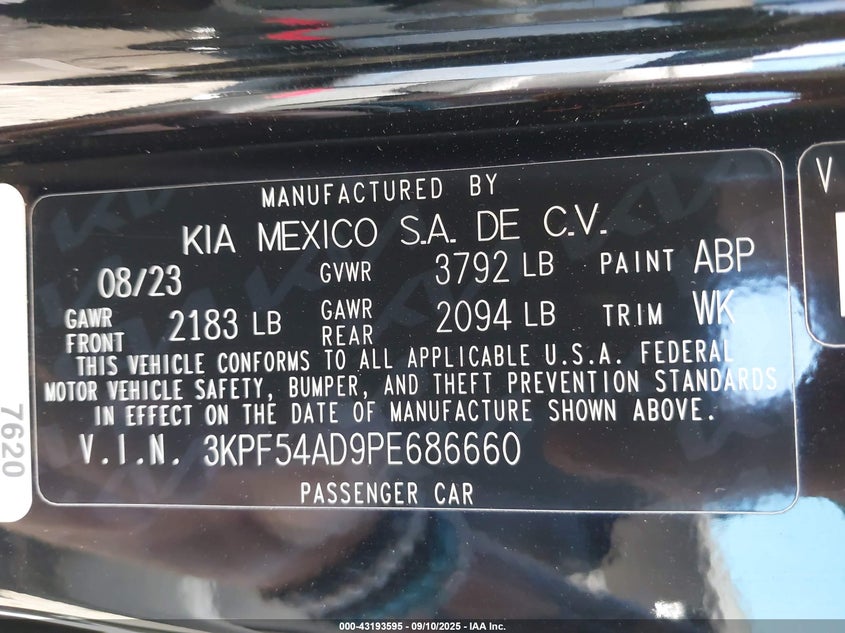 MANUFACTURED BY
KIA MEXICO S.A. DE C.V.
08/23 GVWR 3792 LB PAINT ABP
GAWR FRONT 2183 LB GAWR REAR 2094 LB TRIM WK
THIS VEHICLE CONFORMS TO ALL APPLICABLE U.S.A. FEDERAL
MOTOR VEHICLE SAFETY, BUMPER, AND THEFT PREVENTION STANDARDS
IN EFFECT ON THE DATE OF MANUFACTURE SHOWN ABOVE.
V.I.N. 3KPF54AD9PE686660
PASSENGER CAR
7620
V
000-43193595 - 09/10/2025 - IAA Inc.